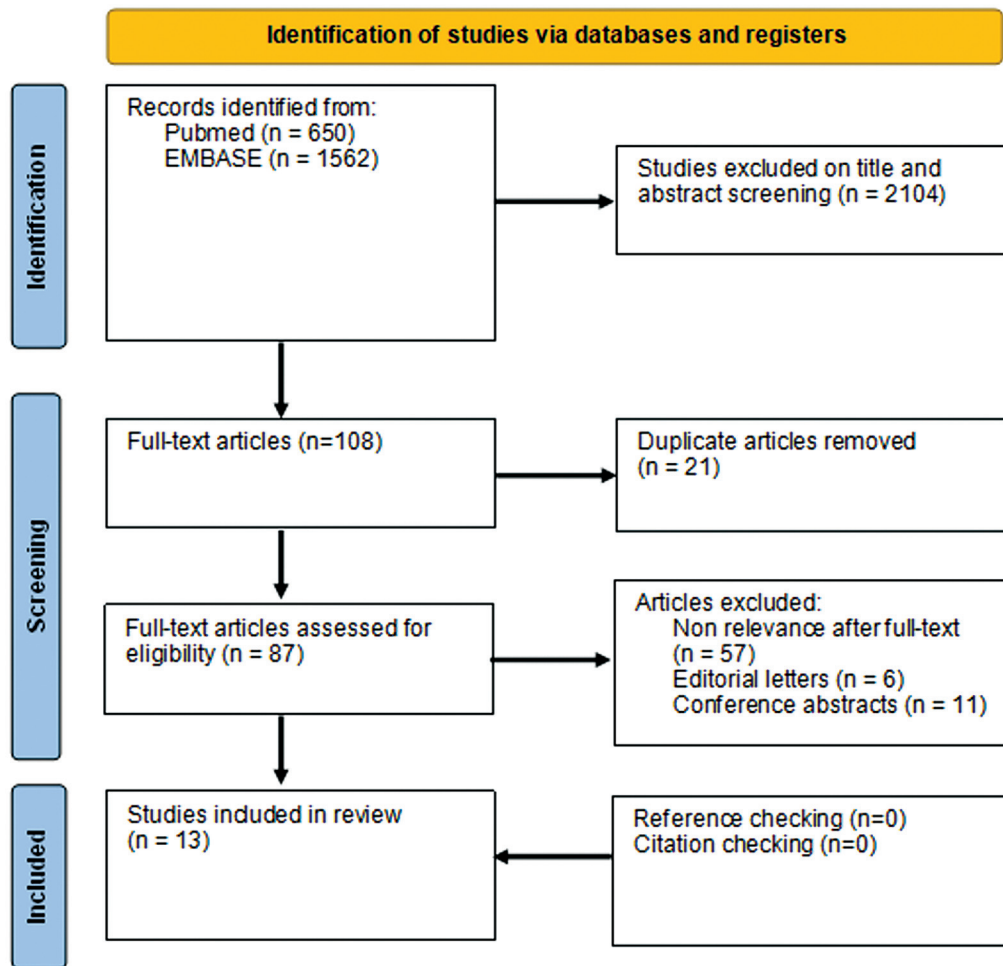 Identification of studies via databases and registers
Identification
Records identified from:
Pubmed (n = 650)
EMBASE (n = 1562)
Studies excluded on title and
abstract screening (n = 2104)
Screening
Full-text articles (n=108)
Duplicate articles removed
(n = 21)
Full-text articles assessed for
eligibility (n = 87)
Articles excluded:
Non relevance after full-text
(n = 57)
Editorial letters (n = 6)
Conference abstracts (n = 11)
Included
Studies included in review
(n = 13)
Reference checking (n=0)
Citation checking (n=0)